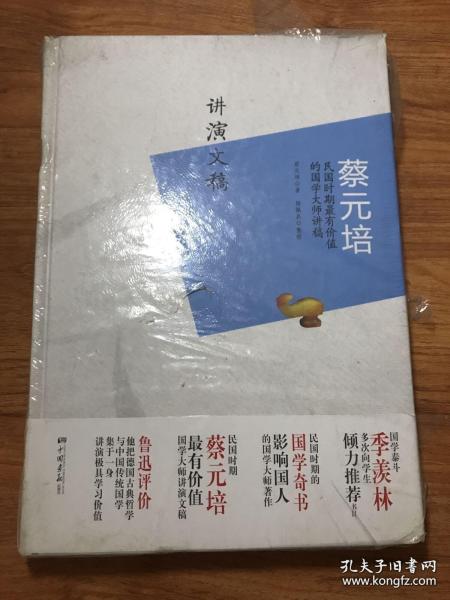 蔡元培
民国时期最有价值
的国学大师讲稿
蔡元培◎著
讲演文稿
国学泰斗
季羡林
多次向学生
倾力推荐
民国时期的
国学奇书
影响国人
的国学大师著作
民国时期
蔡元培
最有价值
国学大师讲演文稿
鲁迅评价
他把德国古典哲学
与中国传统国学
集于一身
讲演极具学习价值
孔夫子旧书网
www.kongfz.com